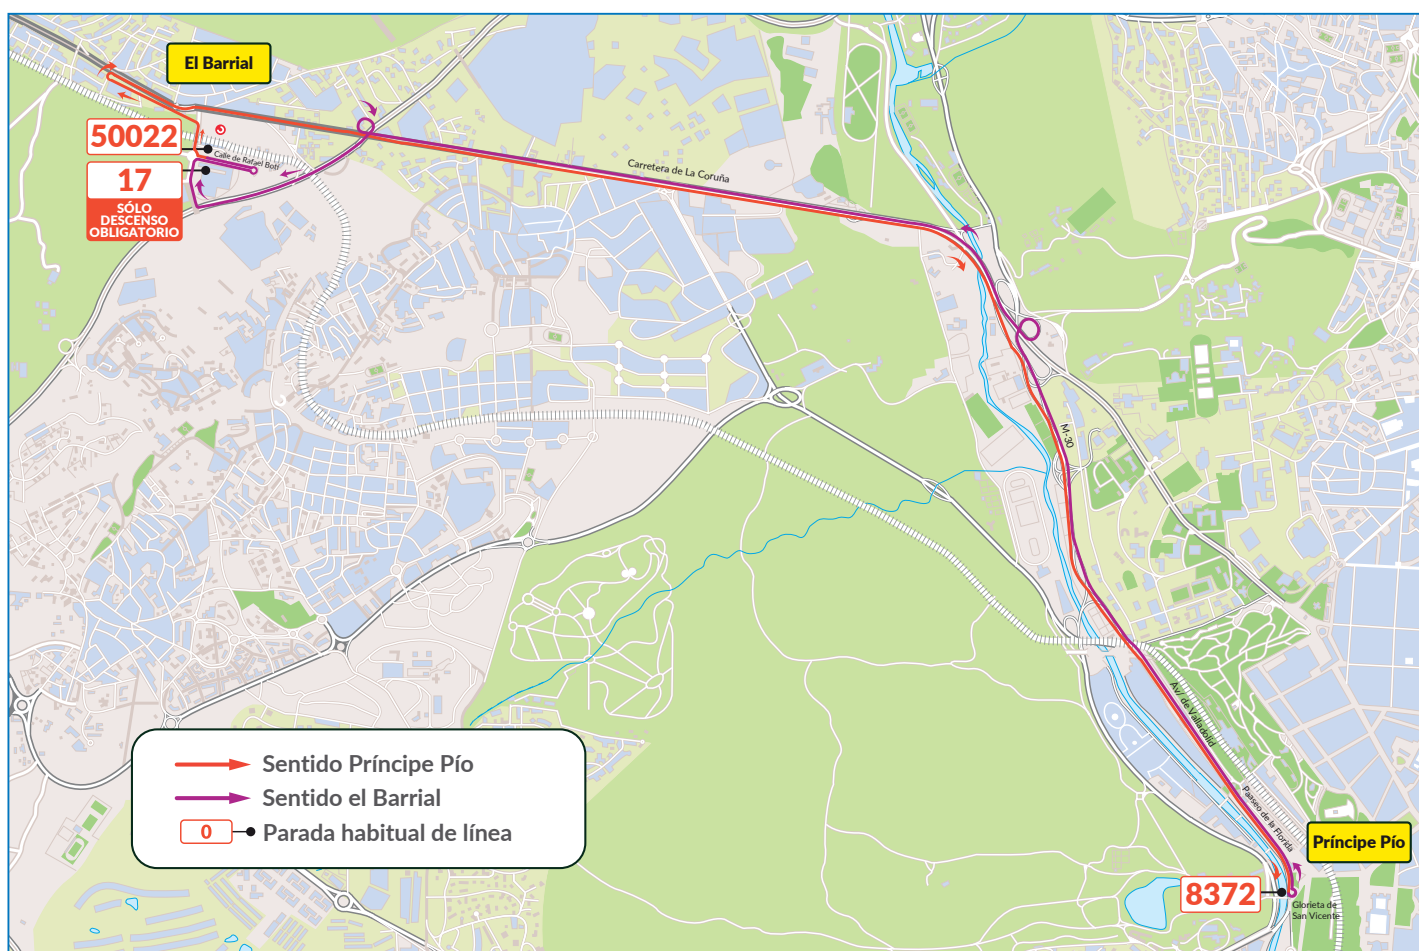 El Barrial
50022
Calle de Rafael Botí
17
SÓLO
DESCENSO
OBLIGATORIO
Carretera de La Coruña
M-30
Av/ de Valladolid
Paaseo de la Florida
Sentido Príncipe Pío
Sentido el Barrial
0
Parada habitual de línea
Príncipe Pío
8372
Glorieta de
San Vicente